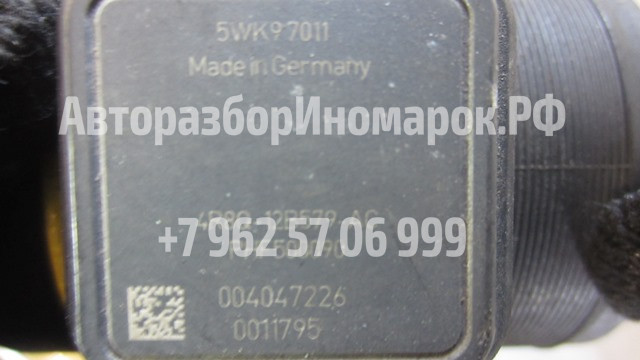 5WK97011
Made in Germany
АвторазборИномарок.РФ
+7 962 57 06 999
004047226
0011795